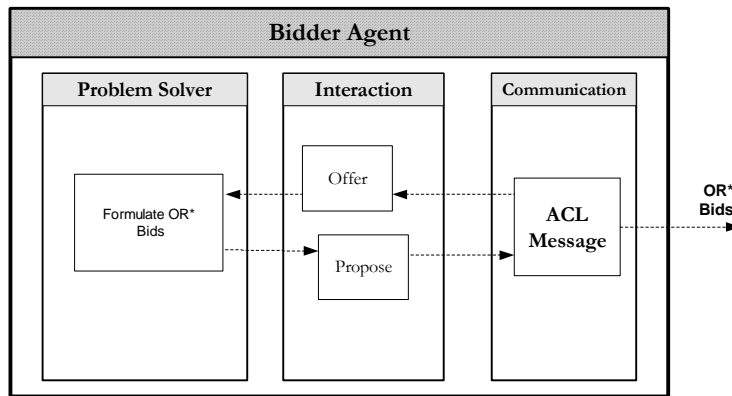 Bidder Agent
Problem Solver
Interaction
Communication
Offer
Formulate OR*
Bids
Propose
ACL
Message
OR*
Bids